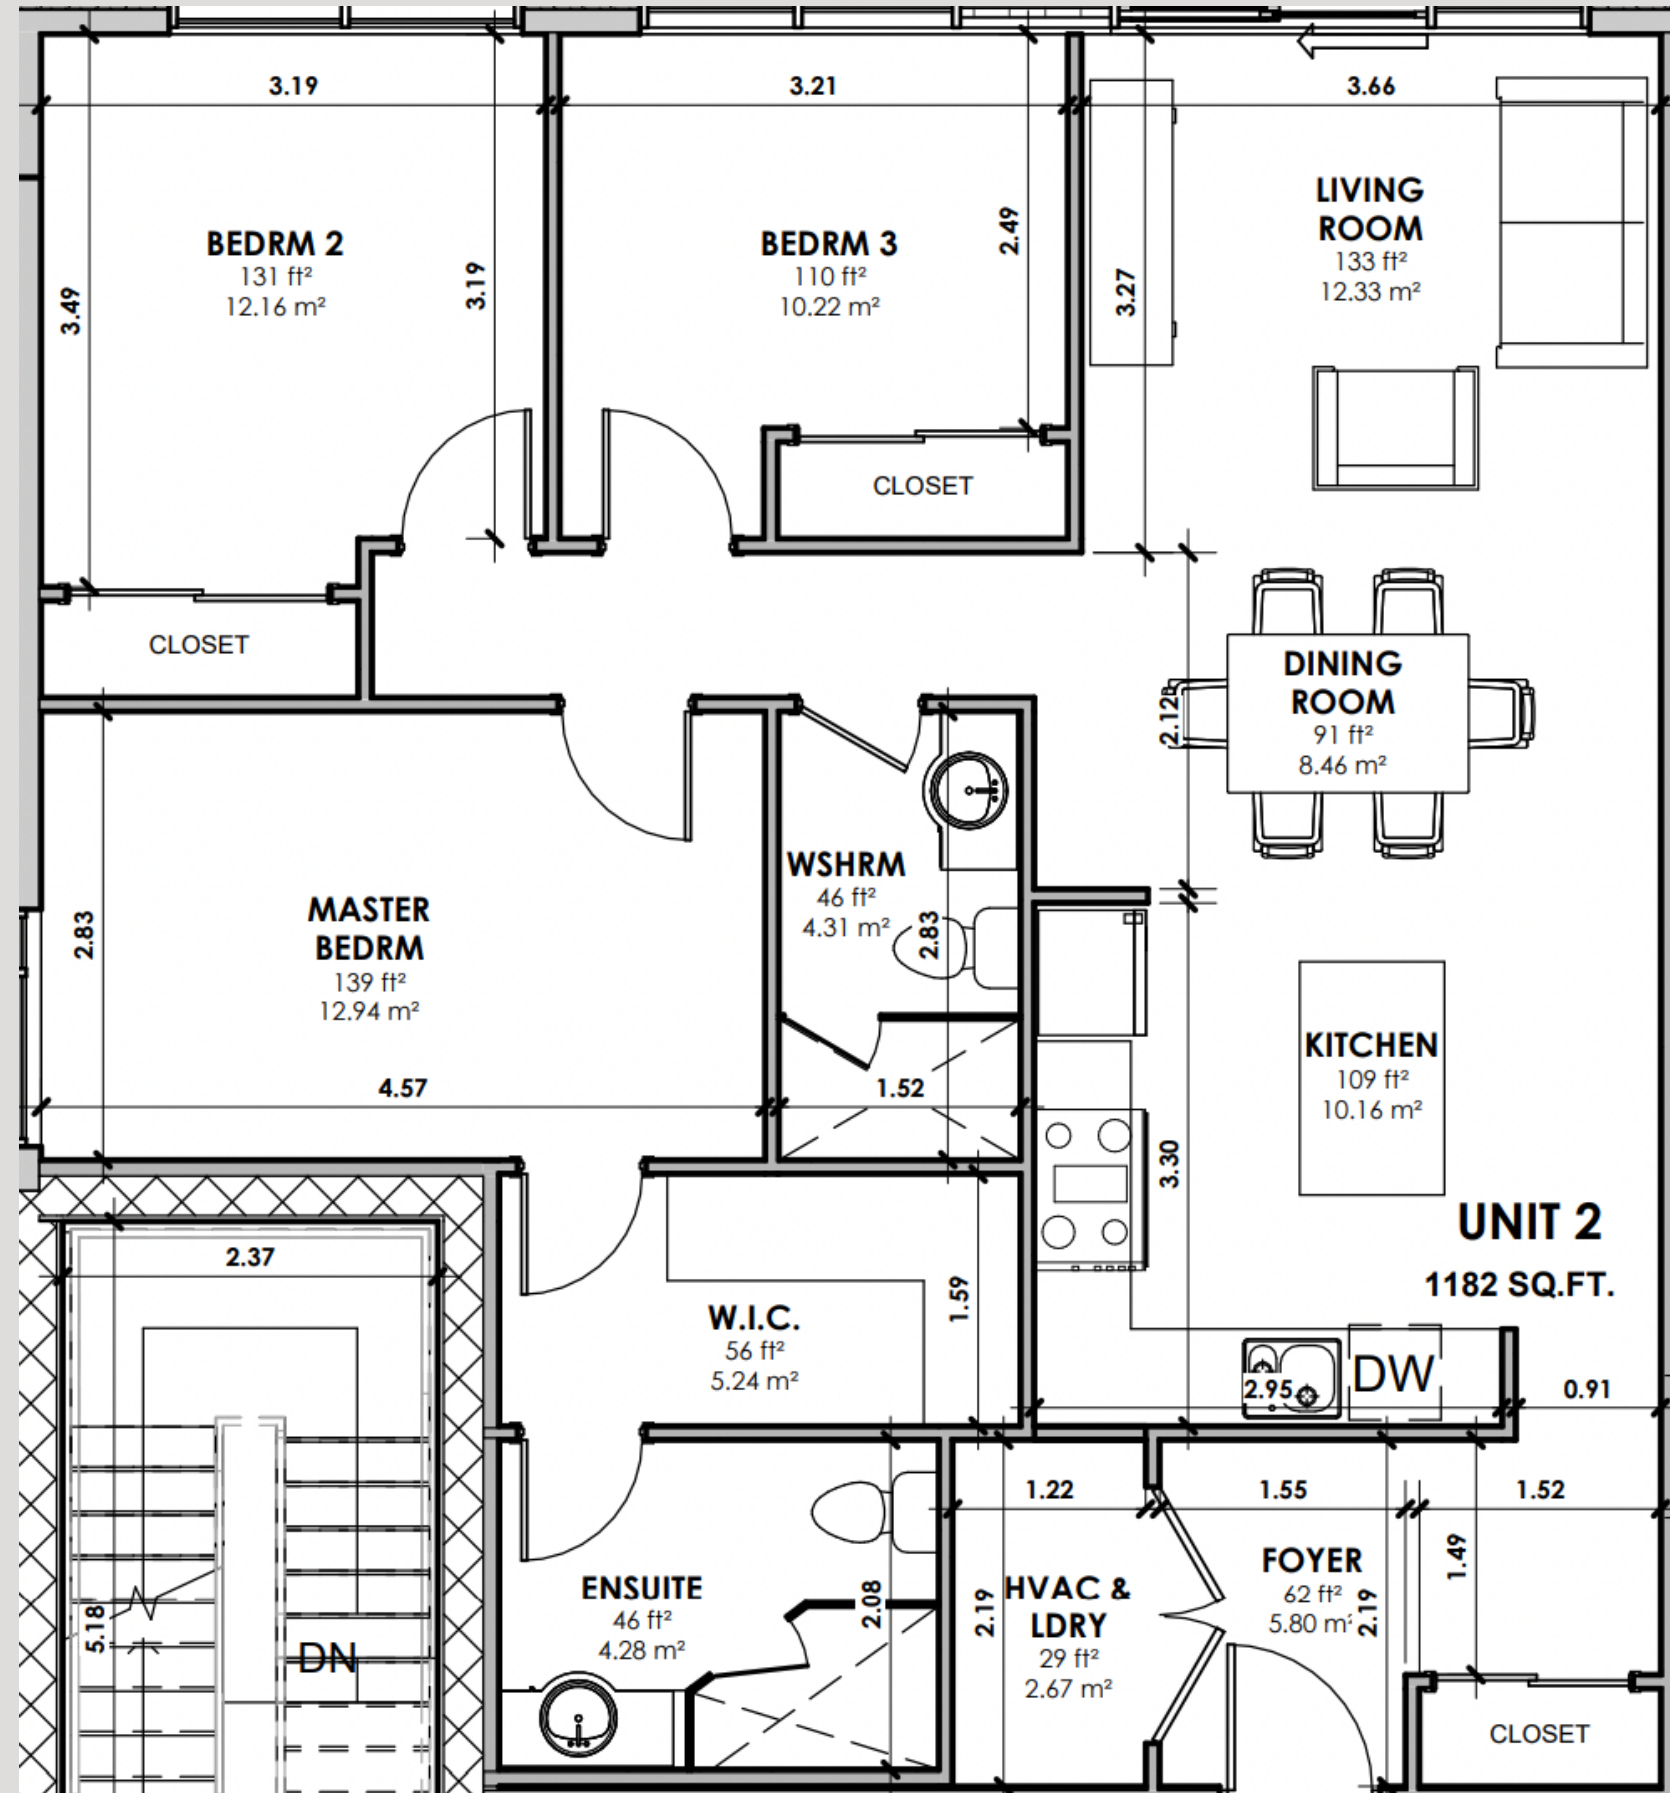 3.19
3.21
3.66
BEDRM 2
131 ft²
12.16 m²
3.49
3.19
BEDRM 3
110 ft²
10.22 m²
2.49
3.27
LIVING
ROOM
133 ft²
12.33 m²
CLOSET
CLOSET
DINING
ROOM
91 ft²
8.46 m²
2.12
MASTER
BEDRM
139 ft²
12.94 m²
2.83
4.57
WSHRM
46 ft²
4.31 m²
2.83
1.52
KITCHEN
109 ft²
10.16 m²
3.30
UNIT 2
1182 SQ.FT.
2.37
W.I.C.
56 ft²
5.24 m²
1.59
2.95
DW
0.91
1.22
1.55
1.52
ENSUITE
46 ft²
4.28 m²
2.08
2.19
HVAC &
LDRY
29 ft²
2.67 m²
FOYER
62 ft²
5.80 m²
2.19
1.49
5.18
DN
CLOSET